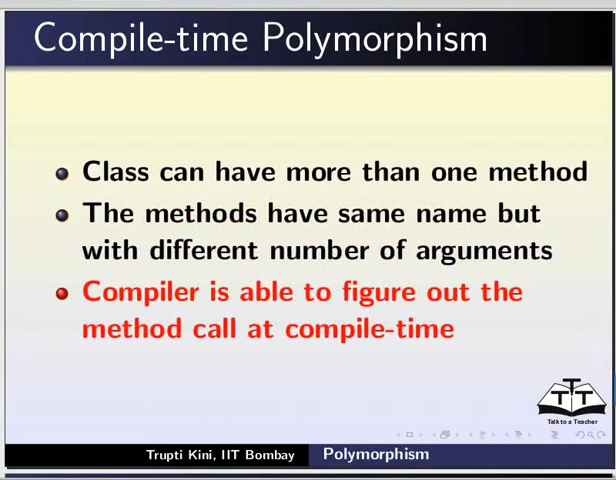 Compile-time Polymorphism
Class can have more than one method
The methods have same name but
with different number of arguments
Compiler is able to figure out the
method call at compile-time
TTT
Talk to a Teacher
Trupti Kini, IIT Bombay
Polymorphism